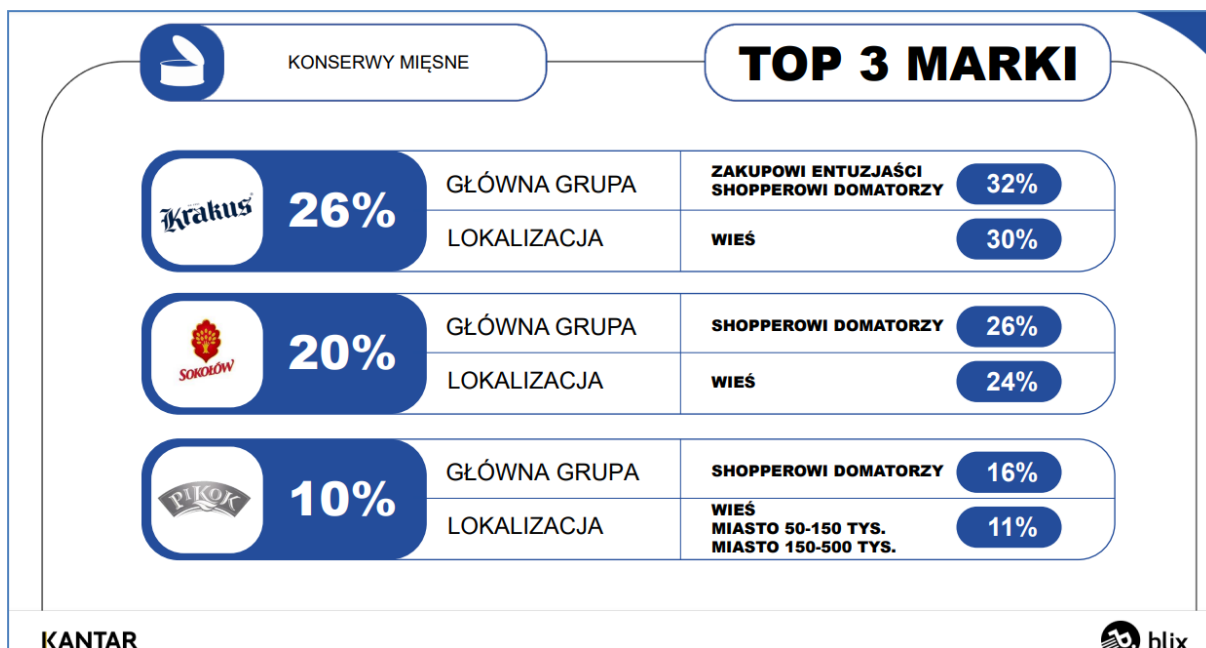 KONSERWY MIĘSNE
TOP 3 MARKI
Krakus
26%
GŁÓWNA GRUPA
ZAKUPOWI ENTUZJAŚCI
SHOPPEROWI DOMATORZY
32%
LOKALIZACJA
WIEŚ
30%
SOKOŁÓW
20%
GŁÓWNA GRUPA
SHOPPEROWI DOMATORZY
26%
LOKALIZACJA
WIEŚ
24%
PIKOK
10%
GŁÓWNA GRUPA
SHOPPEROWI DOMATORZY
16%
LOKALIZACJA
WIEŚ
MIASTO 50-150 TYS.
MIASTO 150-500 TYS.
11%
KANTAR
blix